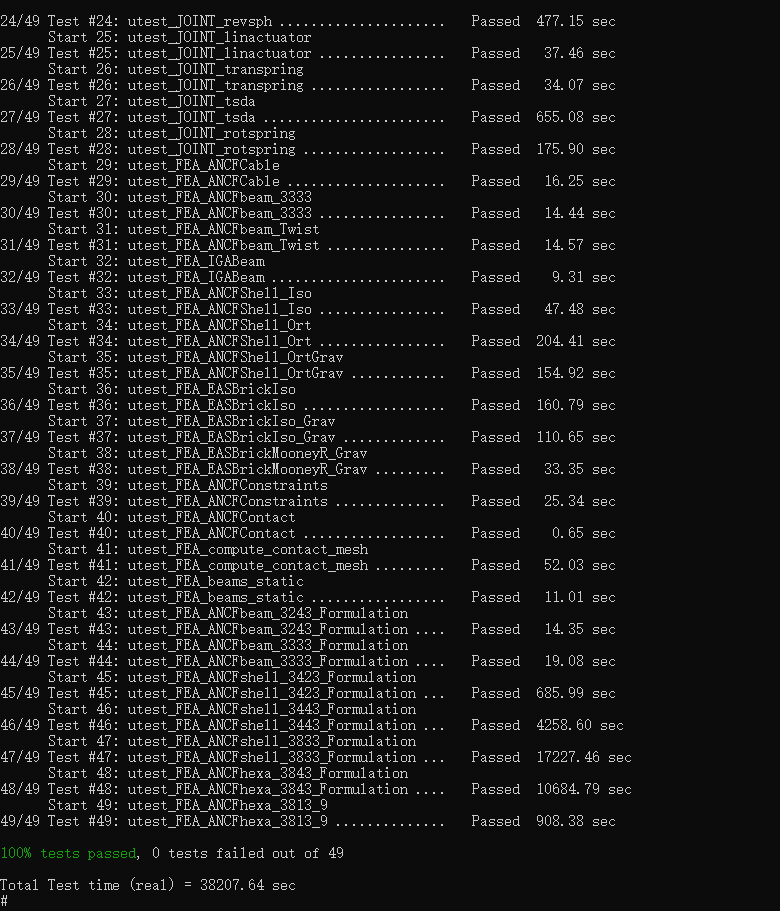 24/49 Test #24: utest_JOINT_revsph .....................   Passed  477.15 sec
      Start 25: utest_JOINT_linactuator
25/49 Test #25: utest_JOINT_linactuator ................   Passed   37.46 sec
      Start 26: utest_JOINT_transpring
26/49 Test #26: utest_JOINT_transpring .................   Passed   34.07 sec
      Start 27: utest_JOINT_tsda
27/49 Test #27: utest_JOINT_tsda .......................   Passed  655.08 sec
      Start 28: utest_JOINT_rotspring
28/49 Test #28: utest_JOINT_rotspring ..................   Passed  175.90 sec
      Start 29: utest_FEA_ANCFCable
29/49 Test #29: utest_FEA_ANCFCable ....................   Passed   16.25 sec
      Start 30: utest_FEA_ANCFbeam_3333
30/49 Test #30: utest_FEA_ANCFbeam_3333 ................   Passed   14.44 sec
      Start 31: utest_FEA_ANCFbeam_Twist
31/49 Test #31: utest_FEA_ANCFbeam_Twist ...............   Passed   14.57 sec
      Start 32: utest_FEA_IGABeam
32/49 Test #32: utest_FEA_IGABeam ......................   Passed    9.31 sec
      Start 33: utest_FEA_ANCFShell_Iso
33/49 Test #33: utest_FEA_ANCFShell_Iso ................   Passed   47.48 sec
      Start 34: utest_FEA_ANCFShell_Ort
34/49 Test #34: utest_FEA_ANCFShell_Ort ................   Passed  204.41 sec
      Start 35: utest_FEA_ANCFShell_OrtGrav
35/49 Test #35: utest_FEA_ANCFShell_OrtGrav ............   Passed  154.92 sec
      Start 36: utest_FEA_EASBrickIso
36/49 Test #36: utest_FEA_EASBrickIso ..................   Passed  160.79 sec
      Start 37: utest_FEA_EASBrickIso_Grav
37/49 Test #37: utest_FEA_EASBrickIso_Grav .............   Passed  110.65 sec
      Start 38: utest_FEA_EASBrickMooneyR_Grav
38/49 Test #38: utest_FEA_EASBrickMooneyR_Grav .........   Passed   33.35 sec
      Start 39: utest_FEA_ANCFConstraints
39/49 Test #39: utest_FEA_ANCFConstraints ..............   Passed   25.34 sec
      Start 40: utest_FEA_ANCFContact
40/49 Test #40: utest_FEA_ANCFContact ..................   Passed    0.65 sec
      Start 41: utest_FEA_compute_contact_mesh
41/49 Test #41: utest_FEA_compute_contact_mesh .........   Passed   52.03 sec
      Start 42: utest_FEA_beams_static
42/49 Test #42: utest_FEA_beams_static .................   Passed   11.01 sec
      Start 43: utest_FEA_ANCFbeam_3243_Formulation
43/49 Test #43: utest_FEA_ANCFbeam_3243_Formulation ....   Passed   14.35 sec
      Start 44: utest_FEA_ANCFbeam_3333_Formulation
44/49 Test #44: utest_FEA_ANCFbeam_3333_Formulation ....   Passed   19.08 sec
      Start 45: utest_FEA_ANCFshell_3423_Formulation
45/49 Test #45: utest_FEA_ANCFshell_3423_Formulation ...   Passed  685.99 sec
      Start 46: utest_FEA_ANCFshell_3443_Formulation
46/49 Test #46: utest_FEA_ANCFshell_3443_Formulation ...   Passed  4258.60 sec
      Start 47: utest_FEA_ANCFshell_3833_Formulation
47/49 Test #47: utest_FEA_ANCFshell_3833_Formulation ...   Passed  17227.46 sec
      Start 48: utest_FEA_ANCFhexa_3843_Formulation
48/49 Test #48: utest_FEA_ANCFhexa_3843_Formulation ....   Passed  10684.79 sec
      Start 49: utest_FEA_ANCFhexa_3813_9
49/49 Test #49: utest_FEA_ANCFhexa_3813_9 ..............   Passed  908.38 sec
100% tests passed, 0 tests failed out of 49
Total Test time (real) = 38207.64 sec
#